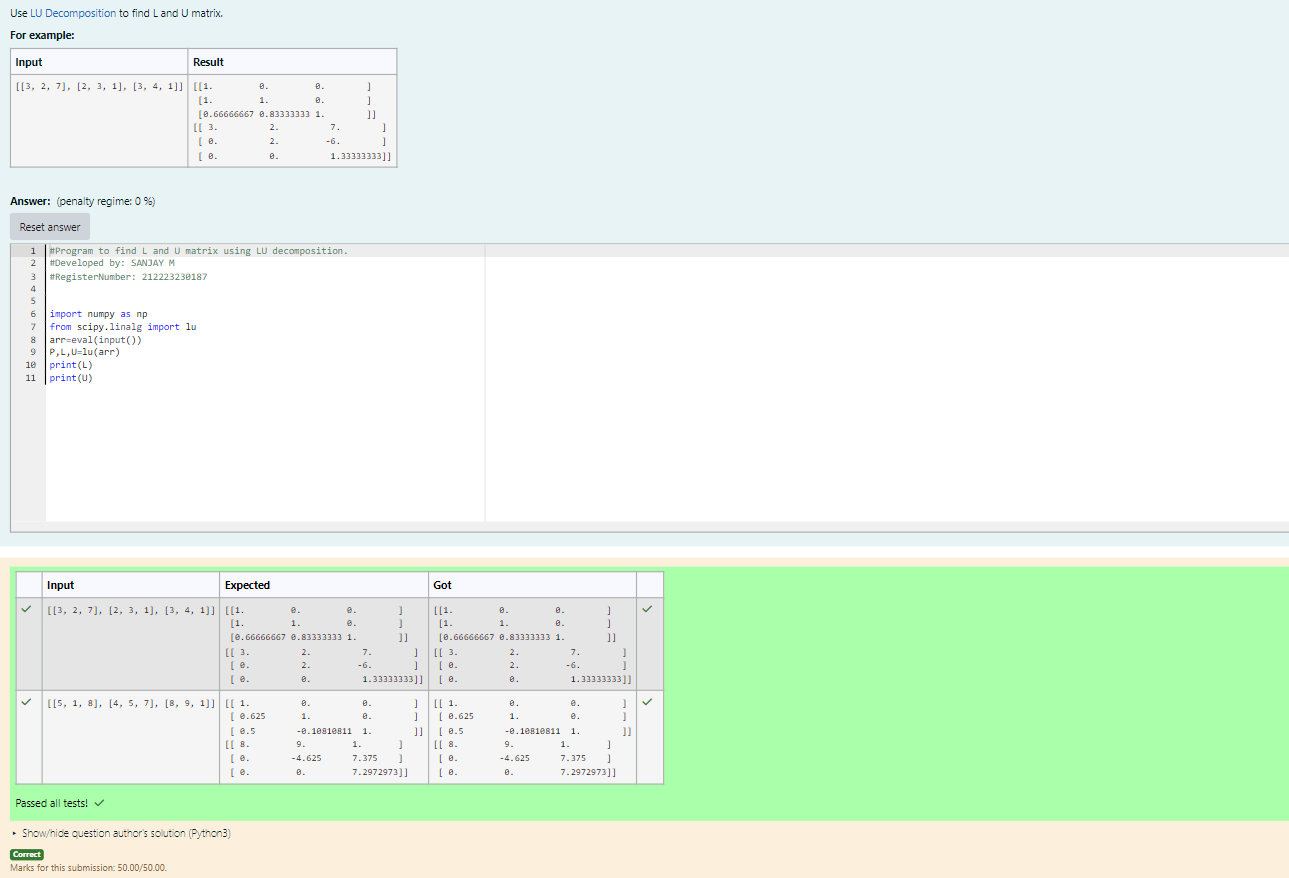 Use LU Decomposition to find L and U matrix.
For example:
Input Result
[[3, 2, 7], [2, 3, 1], [3, 4, 1]] [[1. 0. 0. ]
[1. 1. 0. ]
[0.66666667 0.83333333 1. ]]
[[ 3. 2. 7. ]
[ 0. 2. -6. ]
[ 0. 0. 1.33333333]]
Answer: (penalty regime: 0 %)
Reset answer
1 #Program to find L and U matrix using LU decomposition.
2 #Developed by: SANJAY M
3 #RegisterNumber: 212223230187
4
5
6 import numpy as np
7 from scipy.linalg import lu
8 arr=eval(input())
9 P,L,U=lu(arr)
10 print(L)
11 print(U)
Input Expected Got
[[3, 2, 7], [2, 3, 1], [3, 4, 1]] [[1. 0. 0. ] [[1. 0. 0. ]
[1. 1. 0. ] [1. 1. 0. ]
[0.66666667 0.83333333 1. ]] [0.66666667 0.83333333 1. ]]
[[ 3. 2. 7. ] [[ 3. 2. 7. ]
[ 0. 2. -6. ] [ 0. 2. -6. ]
[ 0. 0. 1.33333333]] [ 0. 0. 1.33333333]]
[[5, 1, 8], [4, 5, 7], [8, 9, 1]] [[ 1. 0. 0. ] [[ 1. 0. 0. ]
[ 0.625 1. 0. ] [ 0.625 1. 0. ]
[ 0.5 -0.10810811 1. ]] [ 0.5 -0.10810811 1. ]]
[[ 8. 9. 1. ] [[ 8. 9. 1. ]
[ 0. -4.625 7.375 ] [ 0. -4.625 7.375 ]
[ 0. 0. 7.2972973]] [ 0. 0. 7.2972973]]
Passed all tests!
Show/hide question author's solution (Python3)
Correct
Marks for this submission: 50.00/50.00.